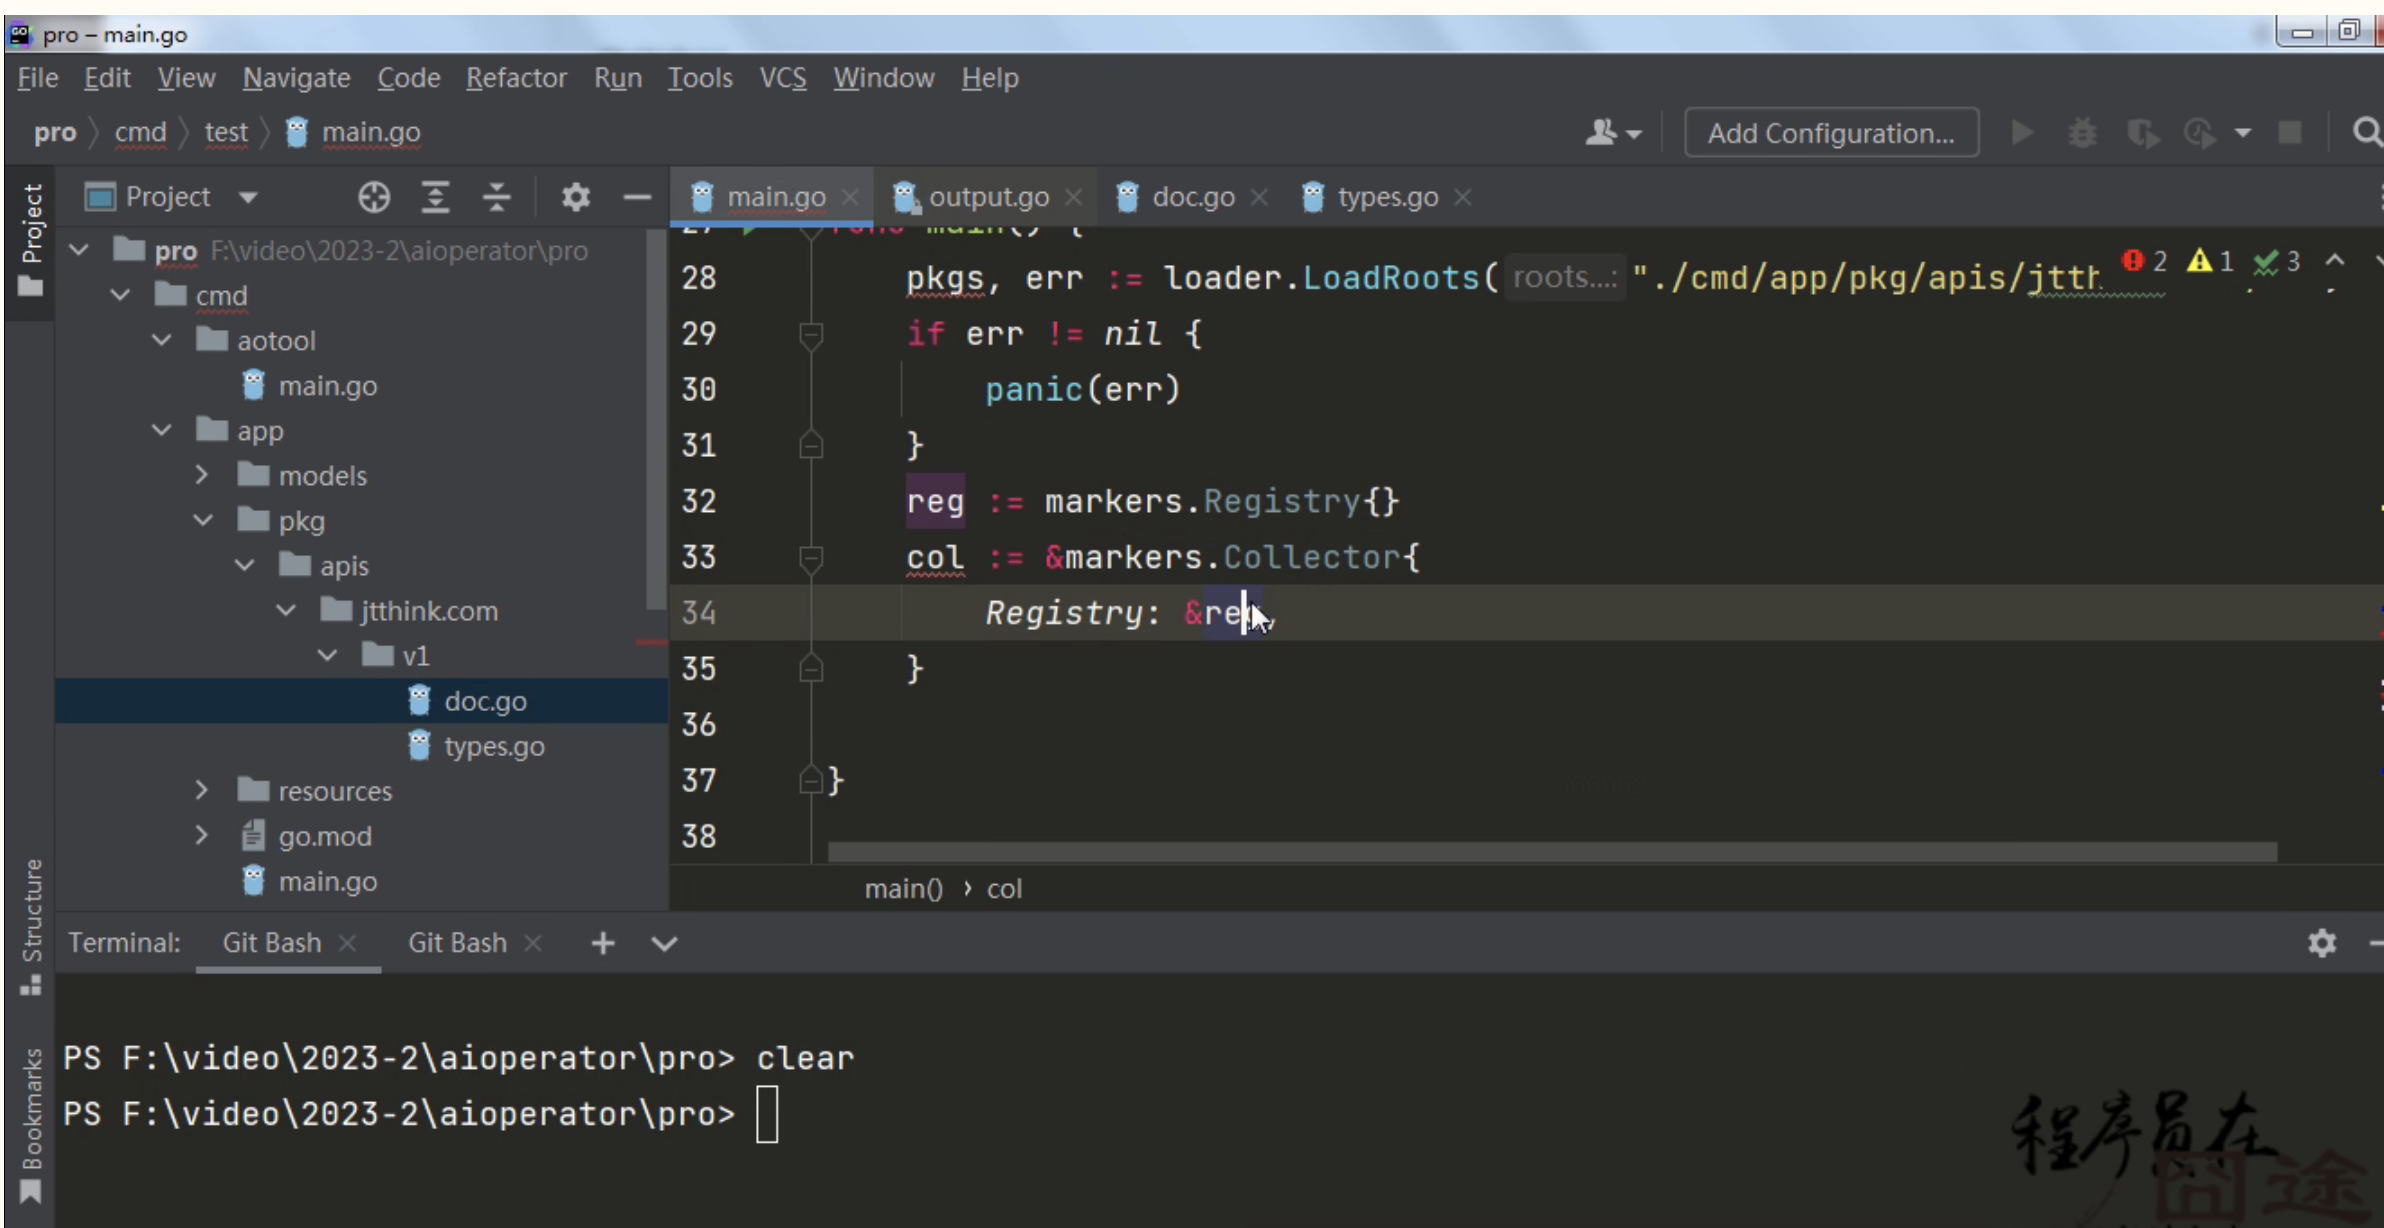 pro – main.go
File Edit View Navigate Code Refactor Run Tools VCS Window Help
pro cmd test main.go Add Configuration...
Project
Project
main.go output.go doc.go types.go
pro F:\video\2023-2\aioperator\pro
cmd
aotool
main.go
app
models
pkg
apis
jtthink.com
v1
doc.go
types.go
resources
go.mod
main.go
27 func main() {
28 pkgs, err := loader.LoadRoots( roots...: "./cmd/app/pkg/apis/jtth 2 1 3
29 if err != nil {
30 panic(err)
31 }
32 reg := markers.Registry{}
33 col := &markers.Collector{
34 Registry: &reg,
35 }
36
37 }
38
main() › col
Structure
Bookmarks
Terminal: Git Bash Git Bash
PS F:\video\2023-2\aioperator\pro> clear
PS F:\video\2023-2\aioperator\pro>
程序员在
囧途